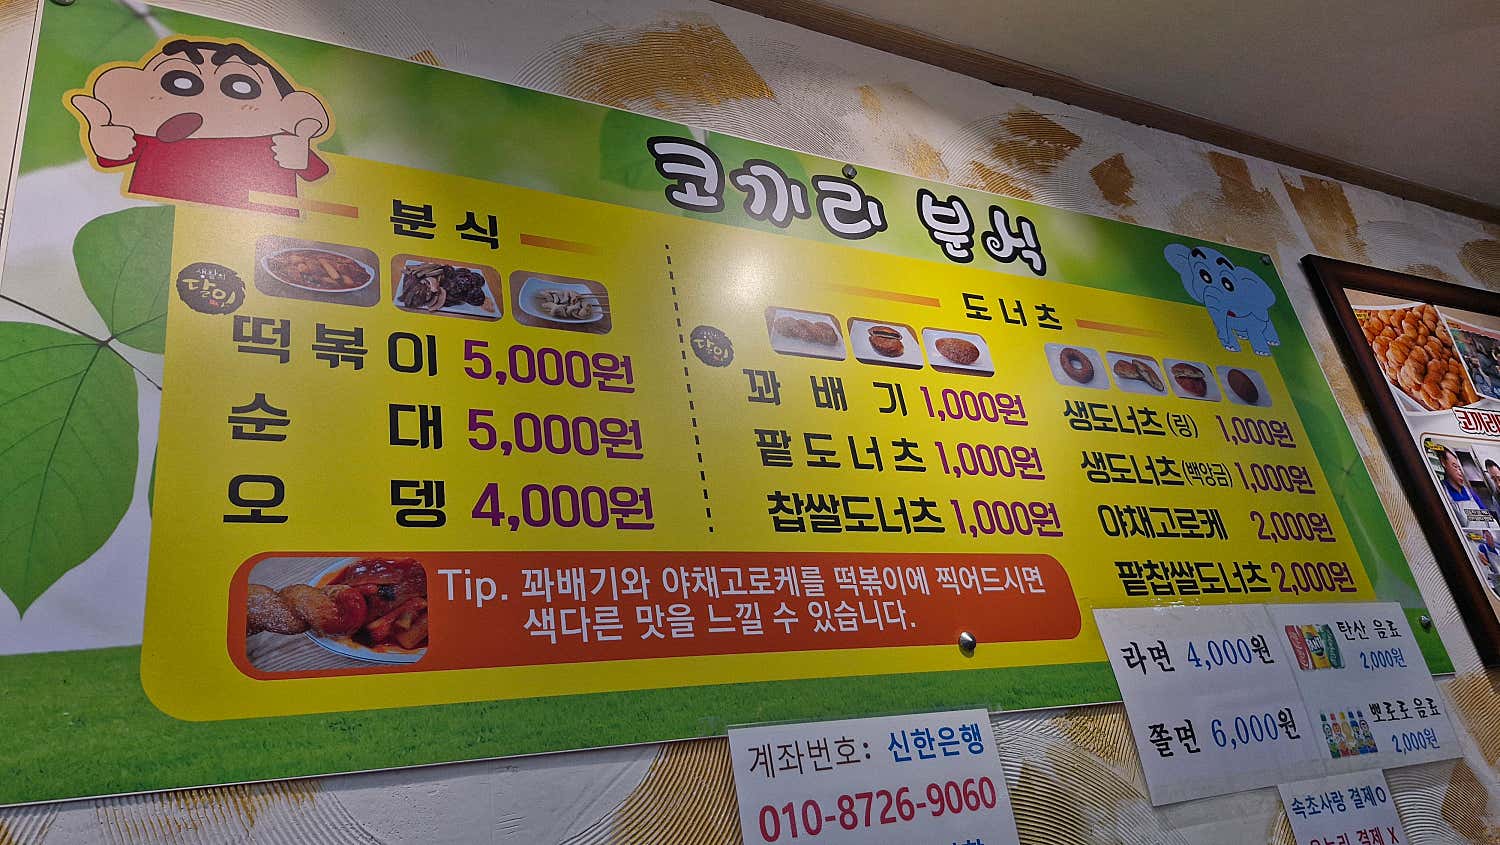 코끼리 분식
분식
생활의
달인
떡볶이 5,000원
순대 5,000원
오뎅 4,000원
도너츠
달인
꽈배기 1,000원
팥도너츠 1,000원
찹쌀도너츠 1,000원
생도너츠(링) 1,000원
생도너츠(백앙금) 1,000원
야채고로케 2,000원
팥찹쌀도너츠 2,000원
Tip. 꽈배기와 야채고로케를 떡볶이에 찍어드시면
색다른 맛을 느낄 수 있습니다.
라면 4,000원
쫄면 6,000원
탄산 음료
2,000원
뽀로로음료
2,000원
계좌번호: 신한은행
010-8726-9060
속초사랑 결제O
결제 X
코끼리